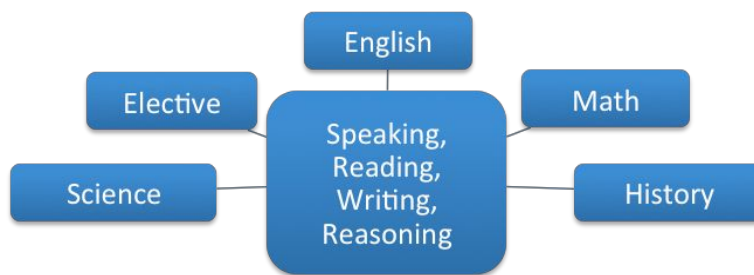 English
Elective
Math
Speaking,
Reading,
Writing,
Reasoning
Science
History